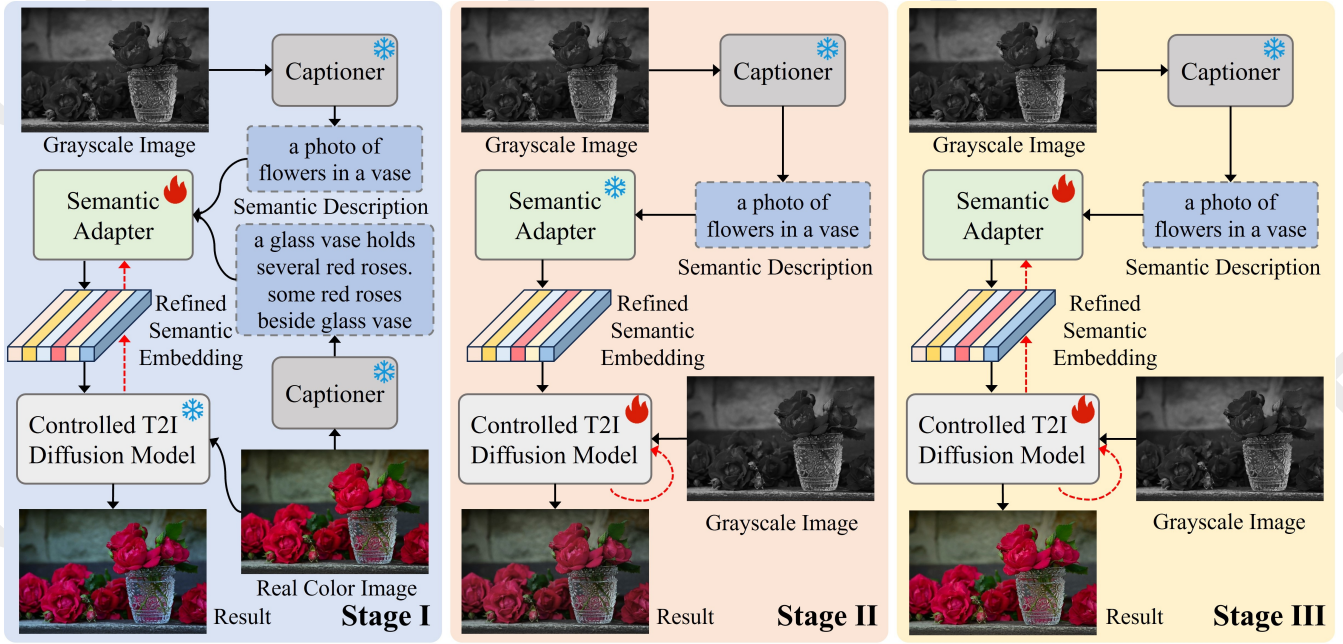 Captioner
Grayscale Image
a photo of
flowers in a vase
Semantic Description
Semantic
Adapter
a glass vase holds
several red roses.
some red roses
beside glass vase
Refined
Semantic
Embedding
Captioner
Controlled T2I
Diffusion Model
Real Color Image
Result
Stage I
Captioner
Grayscale Image
a photo of
flowers in a vase
Semantic Description
Semantic
Adapter
Refined
Semantic
Embedding
Controlled T2I
Diffusion Model
Grayscale Image
Result
Stage II
Captioner
Grayscale Image
a photo of
flowers in a vase
Semantic Description
Semantic
Adapter
Refined
Semantic
Embedding
Controlled T2I
Diffusion Model
Grayscale Image
Result
Stage III